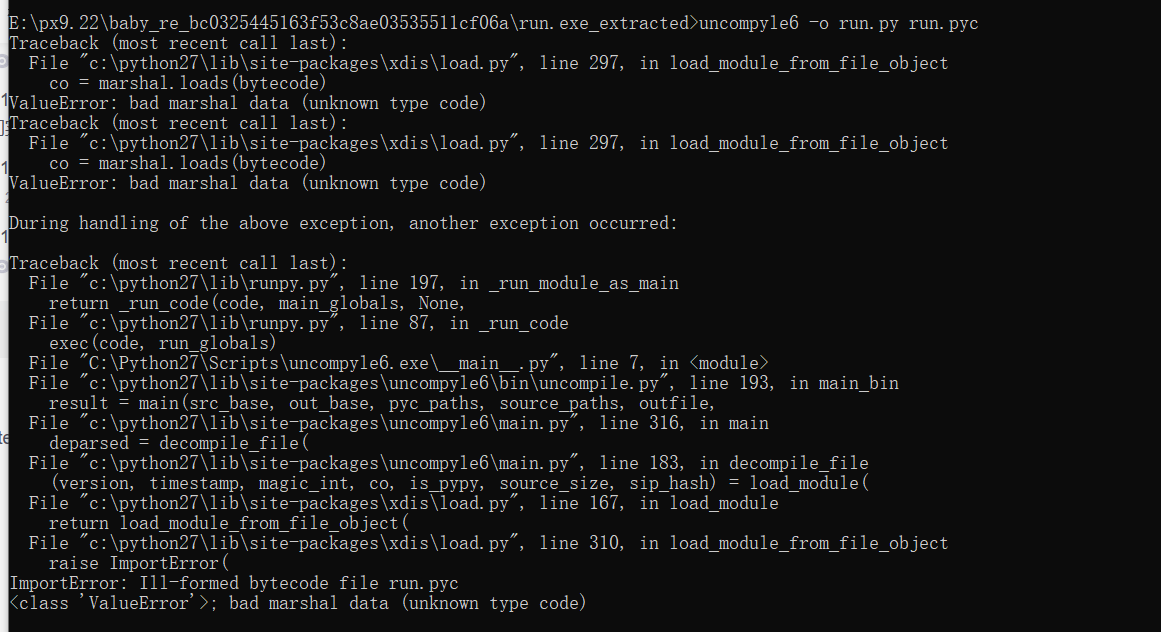 E:\px9.22\baby_re_bc0325445163f53c8ae03535511cf06a\run.exe_extracted>uncompyle6 -o run.py run.pyc
Traceback (most recent call last):
  File "c:\python27\lib\site-packages\xdis\load.py", line 297, in load_module_from_file_object
    co = marshal.loads(bytecode)
ValueError: bad marshal data (unknown type code)
Traceback (most recent call last):
  File "c:\python27\lib\site-packages\xdis\load.py", line 297, in load_module_from_file_object
    co = marshal.loads(bytecode)
ValueError: bad marshal data (unknown type code)
During handling of the above exception, another exception occurred:
Traceback (most recent call last):
  File "c:\python27\lib\runpy.py", line 197, in _run_module_as_main
    return _run_code(code, main_globals, None,
  File "c:\python27\lib\runpy.py", line 87, in _run_code
    exec(code, run_globals)
  File "C:\Python27\Scripts\uncompyle6.exe\__main__.py", line 7, in <module>
  File "c:\python27\lib\site-packages\uncompyle6\bin\uncompile.py", line 193, in main_bin
    result = main(src_base, out_base, pyc_paths, source_paths, outfile,
  File "c:\python27\lib\site-packages\uncompyle6\main.py", line 316, in main
    deparsed = decompile_file(
  File "c:\python27\lib\site-packages\uncompyle6\main.py", line 183, in decompile_file
    (version, timestamp, magic_int, co, is_pypy, source_size, sip_hash) = load_module(
  File "c:\python27\lib\site-packages\xdis\load.py", line 167, in load_module
    return load_module_from_file_object(
  File "c:\python27\lib\site-packages\xdis\load.py", line 310, in load_module_from_file_object
    raise ImportError(
ImportError: Ill-formed bytecode file run.pyc
<class 'ValueError'>; bad marshal data (unknown type code)